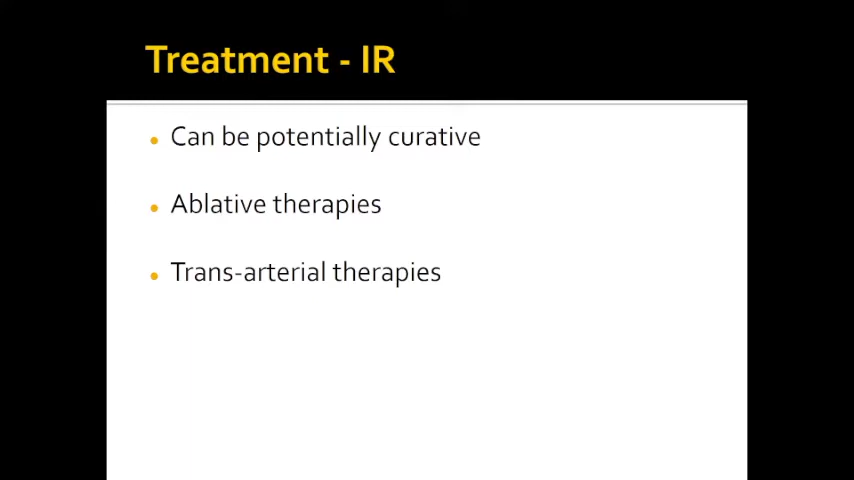 Treatment - IR
Can be potentially curative
Ablative therapies
Trans-arterial therapies